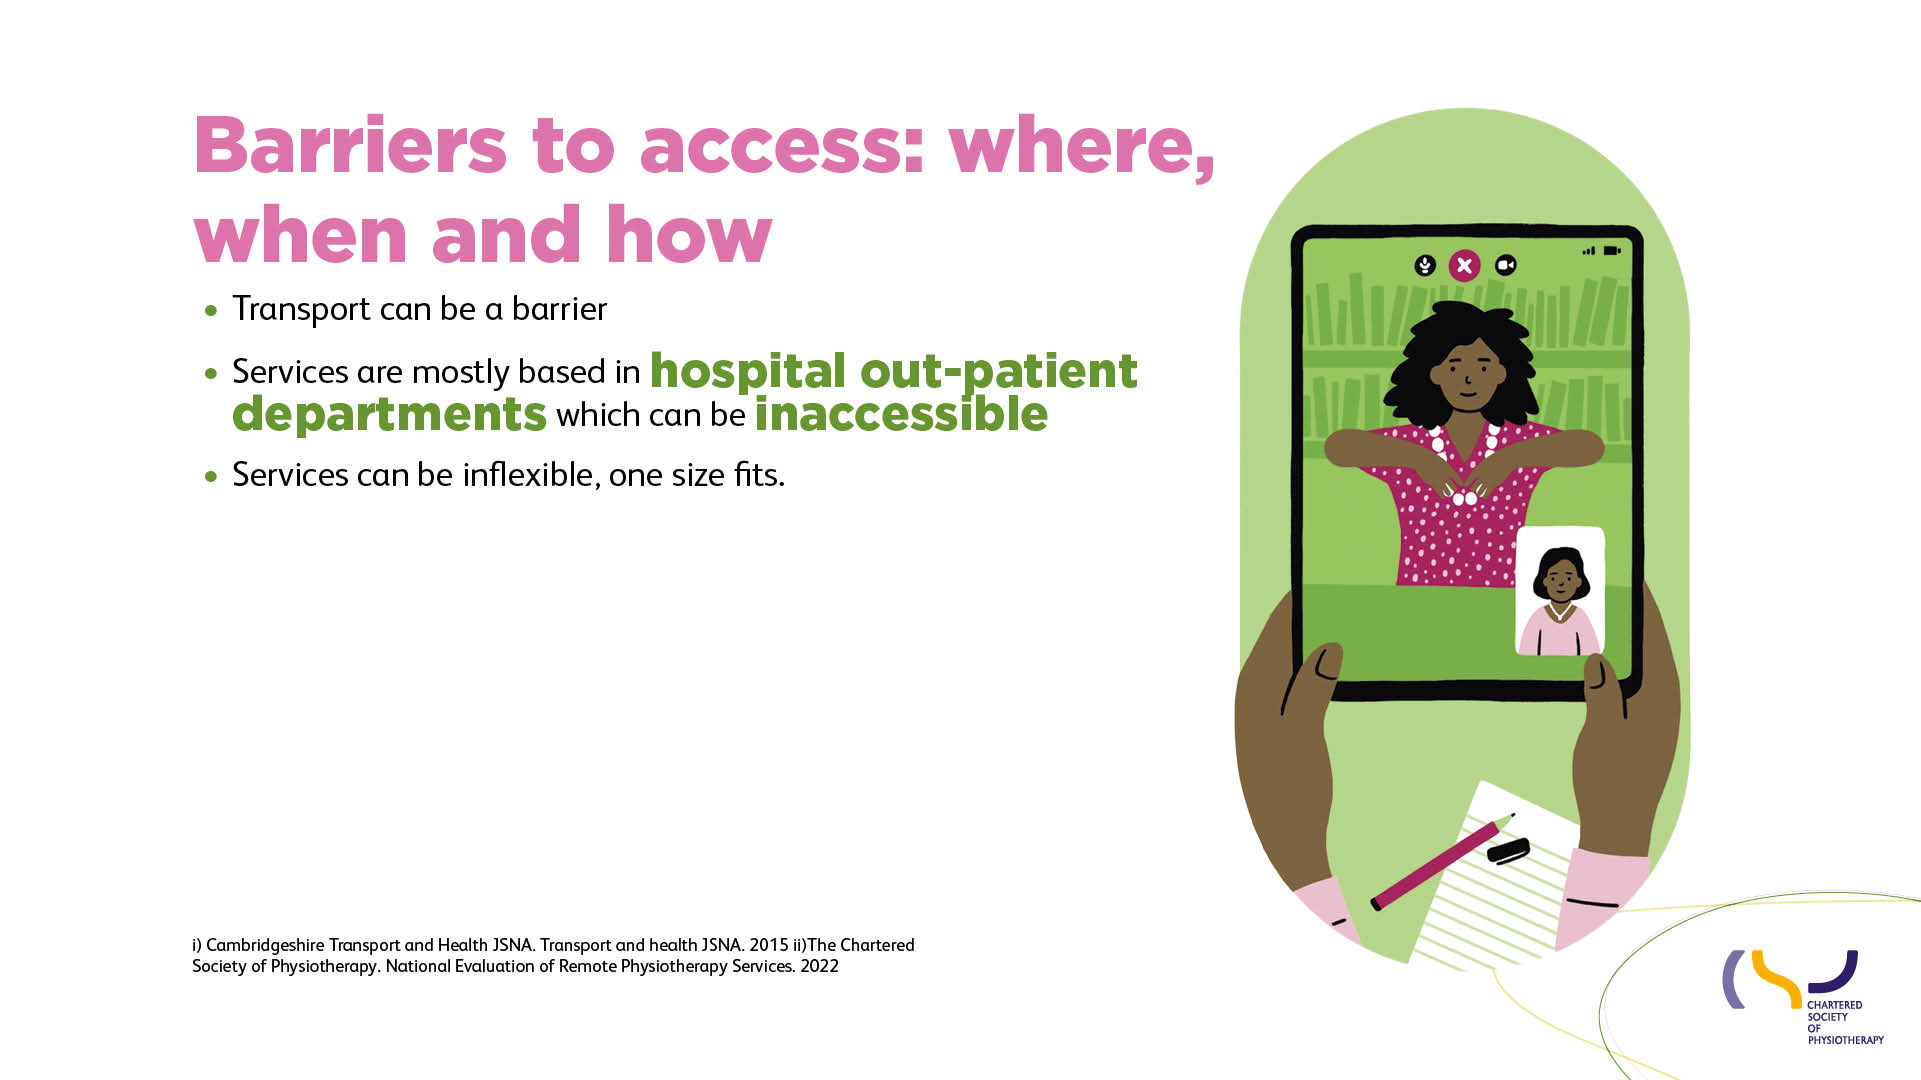 Barriers to access: where,
when and how
• Transport can be a barrier
• Services are mostly based in hospital out-patient
departments which can be inaccessible
• Services can be inflexible, one size fits.
i) Cambridgeshire Transport and Health JSNA. Transport and health JSNA. 2015 ii)The Chartered
Society of Physiotherapy. National Evaluation of Remote Physiotherapy Services. 2022
CHARTERED
SOCIETY
OF
PHYSIOTHERAPY